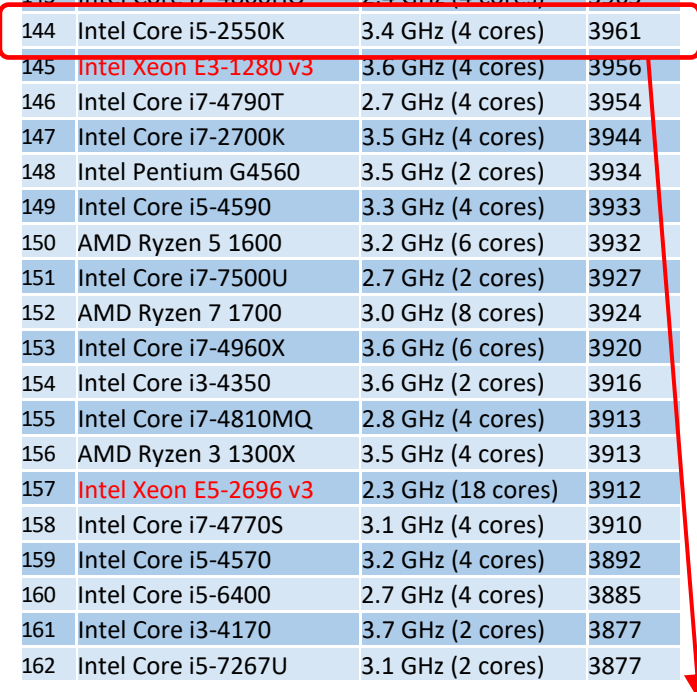 144 Intel Core i5-2550K 3.4 GHz (4 cores) 3961
145 Intel Xeon E3-1280 v3 3.6 GHz (4 cores) 3956
146 Intel Core i7-4790T 2.7 GHz (4 cores) 3954
147 Intel Core i7-2700K 3.5 GHz (4 cores) 3944
148 Intel Pentium G4560 3.5 GHz (2 cores) 3934
149 Intel Core i5-4590 3.3 GHz (4 cores) 3933
150 AMD Ryzen 5 1600 3.2 GHz (6 cores) 3932
151 Intel Core i7-7500U 2.7 GHz (2 cores) 3927
152 AMD Ryzen 7 1700 3.0 GHz (8 cores) 3924
153 Intel Core i7-4960X 3.6 GHz (6 cores) 3920
154 Intel Core i3-4350 3.6 GHz (2 cores) 3916
155 Intel Core i7-4810MQ 2.8 GHz (4 cores) 3913
156 AMD Ryzen 3 1300X 3.5 GHz (4 cores) 3913
157 Intel Xeon E5-2696 v3 2.3 GHz (18 cores) 3912
158 Intel Core i7-4770S 3.1 GHz (4 cores) 3910
159 Intel Core i5-4570 3.2 GHz (4 cores) 3892
160 Intel Core i5-6400 2.7 GHz (4 cores) 3885
161 Intel Core i3-4170 3.7 GHz (2 cores) 3877
162 Intel Core i5-7267U 3.1 GHz (2 cores) 3877